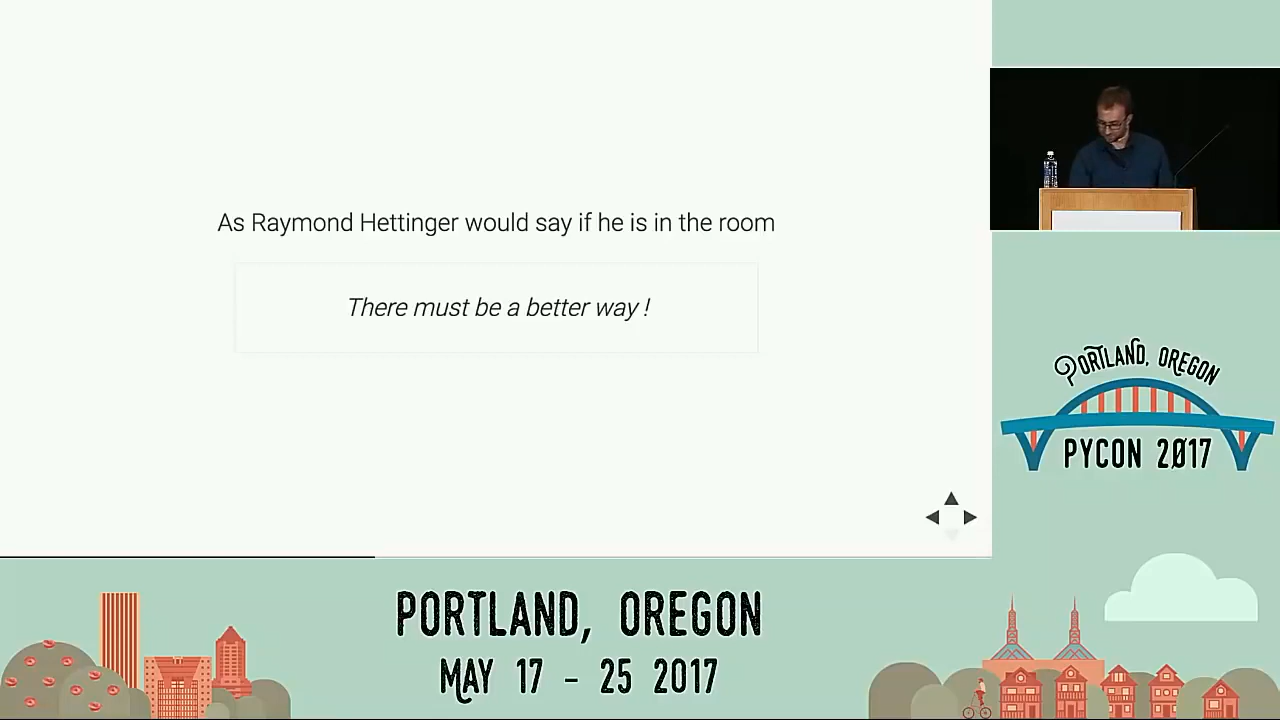 As Raymond Hettinger would say if he is in the room
There must be a better way !
PORTLAND, OREGON
PYCON 2017
PORTLAND, OREGON
MAY 17 - 25 2017